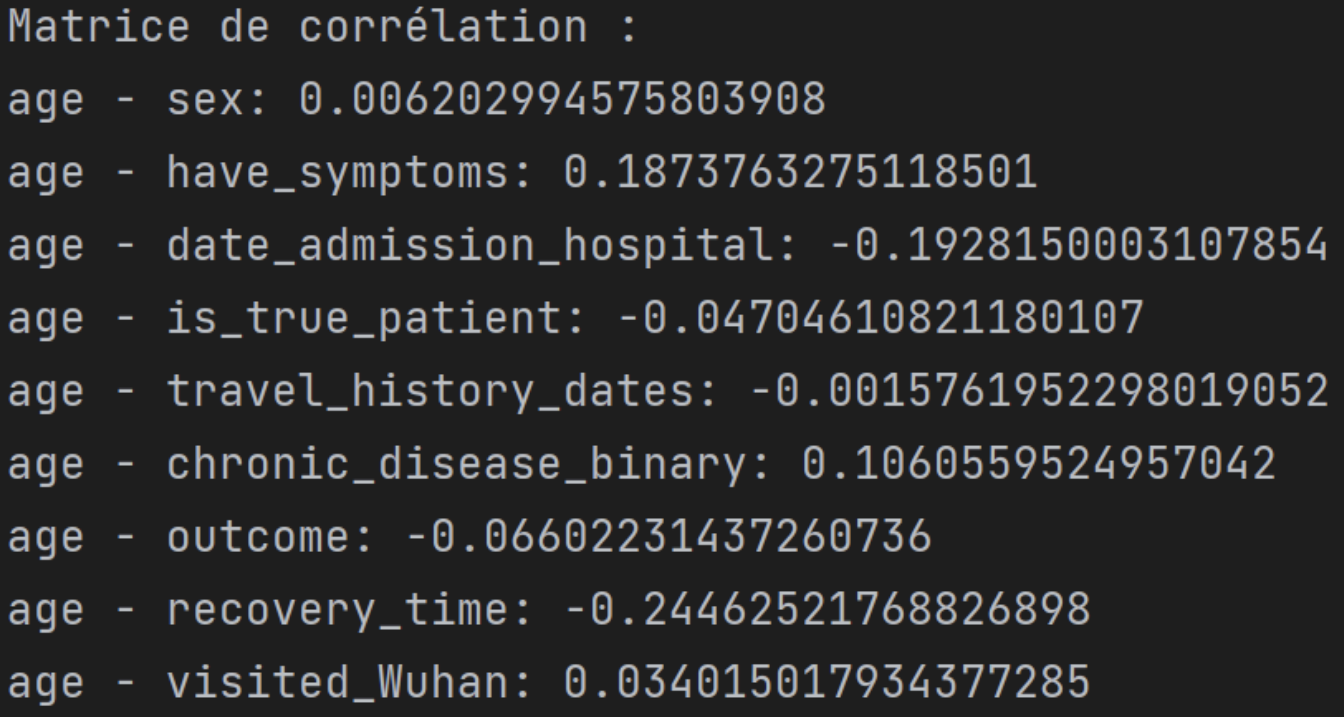 Matrice de corrélation :
age - sex: 0.006202994575803908
age - have_symptoms: 0.1873763275118501
age - date_admission_hospital: -0.1928150003107854
age - is_true_patient: -0.04704610821180107
age - travel_history_dates: -0.0015761952298019052
age - chronic_disease_binary: 0.1060559524957042
age - outcome: -0.06602231437260736
age - recovery_time: -0.24462521768826898
age - visited_Wuhan: 0.034015017934377285